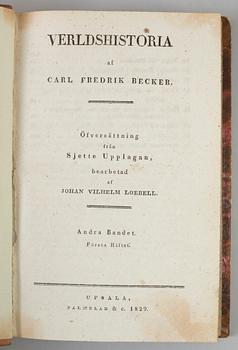 VERLDSHISTORIA
af
CARL FREDRIK BECKER.
Öfversättning
från
Sjette Upplagan,
bearbetad
af
JOHAN VILHELM LOEBELL.
Andra Bandet.
Första Häftet.
UPSALA,
PALMBLAD & c. 1829.